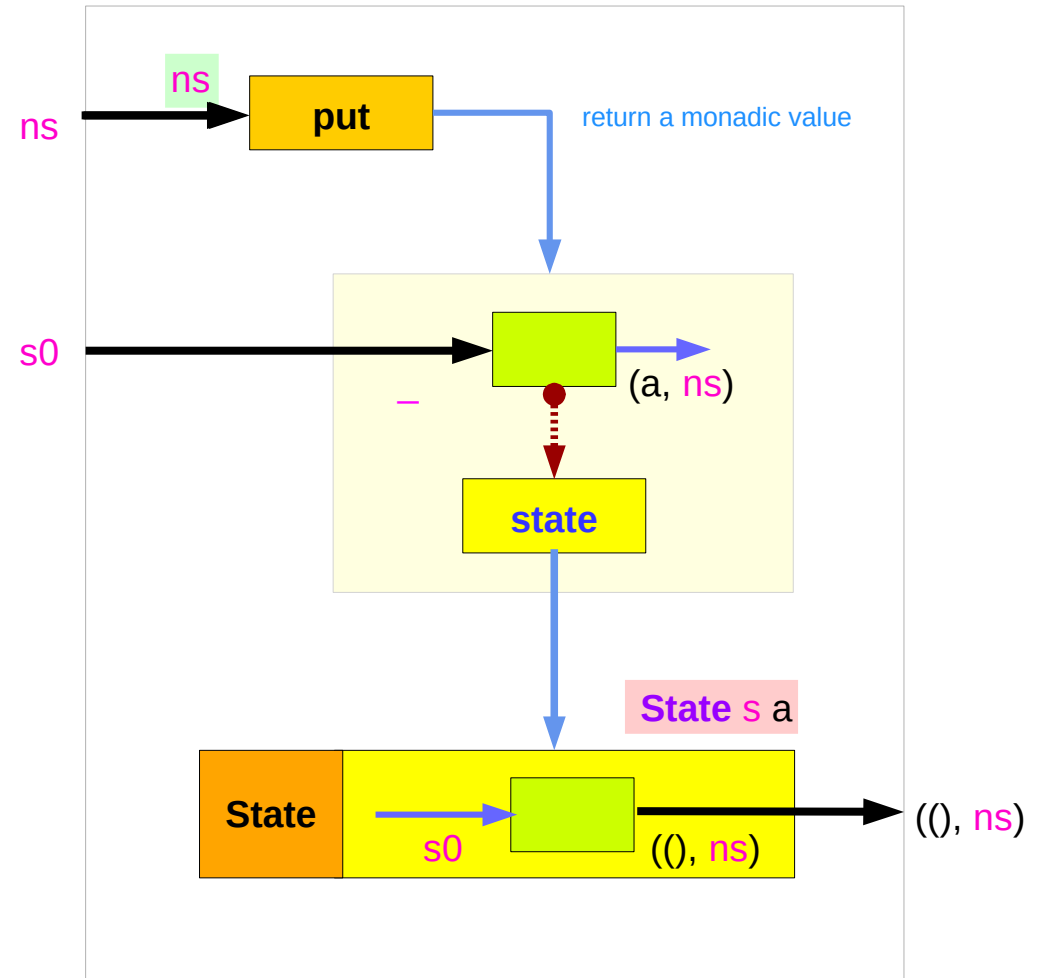 ns
ns
put
return a monadic value
s0
_
(a, ns)
state
State s a
State
s0
((), ns)
((), ns)